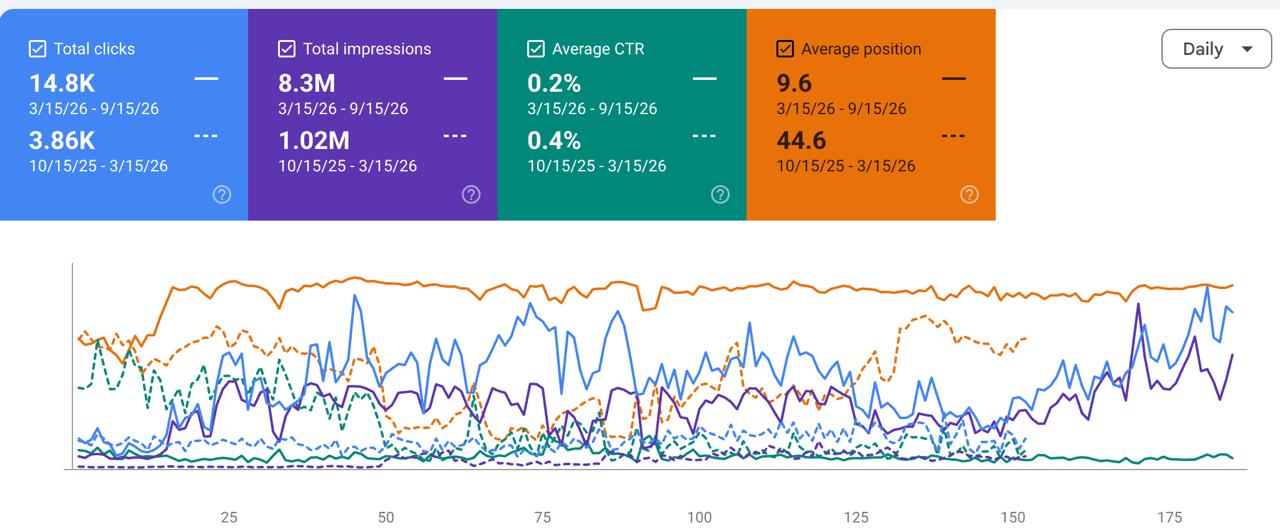 Total clicks
14.8K
3/15/26 - 9/15/26
3.86K
10/15/25 - 3/15/26
Total impressions
8.3M
3/15/26 - 9/15/26
1.02M
10/15/25 - 3/15/26
Average CTR
0.2%
3/15/26 - 9/15/26
0.4%
10/15/25 - 3/15/26
Average position
9.6
3/15/26 - 9/15/26
44.6
10/15/25 - 3/15/26
Daily
25 50 75 100 125 150 175